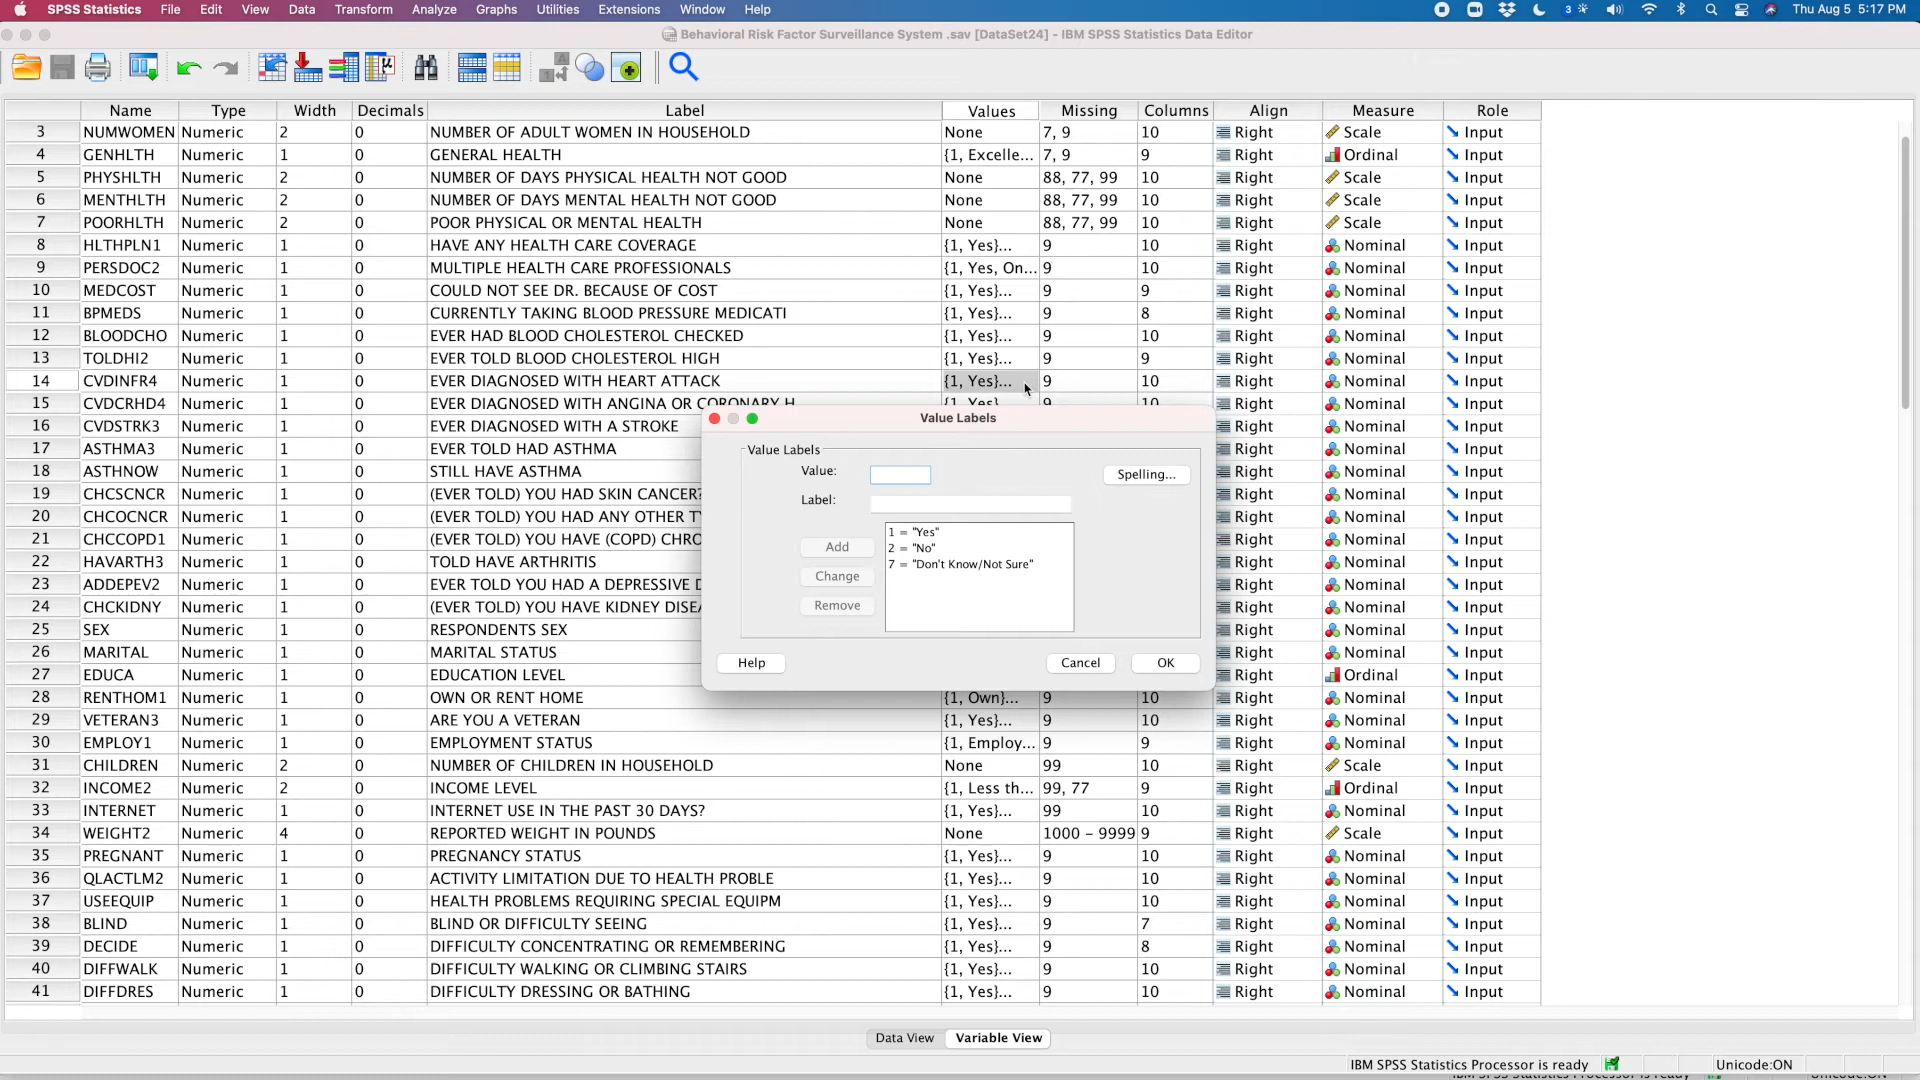 SPSS Statistics File Edit View Data Transform Analyze Graphs Utilities Extensions Window Help 3 Thu Aug 5 5:17 PM
Behavioral Risk Factor Surveillance System .sav [DataSet24] - IBM SPSS Statistics Data Editor
Name Type Width Decimals Label Values Missing Columns Align Measure Role
3 NUMWOMEN Numeric 2 0 NUMBER OF ADULT WOMEN IN HOUSEHOLD None 7, 9 10 Right Scale Input
4 GENHLTH Numeric 1 0 GENERAL HEALTH {1, Excelle... 7, 9 9 Right Ordinal Input
5 PHYSHLTH Numeric 2 0 NUMBER OF DAYS PHYSICAL HEALTH NOT GOOD None 88, 77, 99 10 Right Scale Input
6 MENTHLTH Numeric 2 0 NUMBER OF DAYS MENTAL HEALTH NOT GOOD None 88, 77, 99 10 Right Scale Input
7 POORHLTH Numeric 2 0 POOR PHYSICAL OR MENTAL HEALTH None 88, 77, 99 10 Right Scale Input
8 HLTHPLN1 Numeric 1 0 HAVE ANY HEALTH CARE COVERAGE {1, Yes}... 9 10 Right Nominal Input
9 PERSDOC2 Numeric 1 0 MULTIPLE HEALTH CARE PROFESSIONALS {1, Yes, On... 9 10 Right Nominal Input
10 MEDCOST Numeric 1 0 COULD NOT SEE DR. BECAUSE OF COST {1, Yes}... 9 9 Right Nominal Input
11 BPMEDS Numeric 1 0 CURRENTLY TAKING BLOOD PRESSURE MEDICATI {1, Yes}... 9 8 Right Nominal Input
12 BLOODCHO Numeric 1 0 EVER HAD BLOOD CHOLESTEROL CHECKED {1, Yes}... 9 10 Right Nominal Input
13 TOLDHI2 Numeric 1 0 EVER TOLD BLOOD CHOLESTEROL HIGH {1, Yes}... 9 9 Right Nominal Input
14 CVDINFR4 Numeric 1 0 EVER DIAGNOSED WITH HEART ATTACK {1, Yes}... 9 10 Right Nominal Input
15 CVDCRHD4 Numeric 1 0 EVER DIAGNOSED WITH ANGINA OR CORONARY H {1, Yes} 9 10 Right Nominal Input
16 CVDSTRK3 Numeric 1 0 EVER DIAGNOSED WITH A STROKE Right Nominal Input
17 ASTHMA3 Numeric 1 0 EVER TOLD HAD ASTHMA Right Nominal Input
18 ASTHNOW Numeric 1 0 STILL HAVE ASTHMA Right Nominal Input
19 CHCSCNCR Numeric 1 0 (EVER TOLD) YOU HAD SKIN CANCER? Right Nominal Input
20 CHCOCNCR Numeric 1 0 (EVER TOLD) YOU HAD ANY OTHER T Right Nominal Input
21 CHCCOPD1 Numeric 1 0 (EVER TOLD) YOU HAVE (COPD) CHRO Right Nominal Input
22 HAVARTH3 Numeric 1 0 TOLD HAVE ARTHRITIS Right Nominal Input
23 ADDEPEV2 Numeric 1 0 EVER TOLD YOU HAD A DEPRESSIVE D Right Nominal Input
24 CHCKIDNY Numeric 1 0 (EVER TOLD) YOU HAVE KIDNEY DISEA Right Nominal Input
25 SEX Numeric 1 0 RESPONDENTS SEX Right Nominal Input
26 MARITAL Numeric 1 0 MARITAL STATUS Right Nominal Input
27 EDUCA Numeric 1 0 EDUCATION LEVEL Right Ordinal Input
28 RENTHOM1 Numeric 1 0 OWN OR RENT HOME {1, Own}... 9 10 Right Nominal Input
29 VETERAN3 Numeric 1 0 ARE YOU A VETERAN {1, Yes}... 9 10 Right Nominal Input
30 EMPLOY1 Numeric 1 0 EMPLOYMENT STATUS {1, Employ... 9 9 Right Nominal Input
31 CHILDREN Numeric 2 0 NUMBER OF CHILDREN IN HOUSEHOLD None 99 10 Right Scale Input
32 INCOME2 Numeric 2 0 INCOME LEVEL {1, Less th... 99, 77 9 Right Ordinal Input
33 INTERNET Numeric 1 0 INTERNET USE IN THE PAST 30 DAYS? {1, Yes}... 99 10 Right Nominal Input
34 WEIGHT2 Numeric 4 0 REPORTED WEIGHT IN POUNDS None 1000 - 9999 9 Right Scale Input
35 PREGNANT Numeric 1 0 PREGNANCY STATUS {1, Yes}... 9 10 Right Nominal Input
36 QLACTLM2 Numeric 1 0 ACTIVITY LIMITATION DUE TO HEALTH PROBLE {1, Yes}... 9 10 Right Nominal Input
37 USEEQUIP Numeric 1 0 HEALTH PROBLEMS REQUIRING SPECIAL EQUIPM {1, Yes}... 9 10 Right Nominal Input
38 BLIND Numeric 1 0 BLIND OR DIFFICULTY SEEING {1, Yes}... 9 7 Right Nominal Input
39 DECIDE Numeric 1 0 DIFFICULTY CONCENTRATING OR REMEMBERING {1, Yes}... 9 8 Right Nominal Input
40 DIFFWALK Numeric 1 0 DIFFICULTY WALKING OR CLIMBING STAIRS {1, Yes}... 9 10 Right Nominal Input
41 DIFFDRES Numeric 1 0 DIFFICULTY DRESSING OR BATHING {1, Yes}... 9 10 Right Nominal Input
Value Labels
Value Labels
Value: Spelling...
Label:
1 = "Yes"
2 = "No"
7 = "Don't Know/Not Sure"
Add
Change
Remove
Help Cancel OK
Data View Variable View
IBM SPSS Statistics Processor is ready Unicode:ON